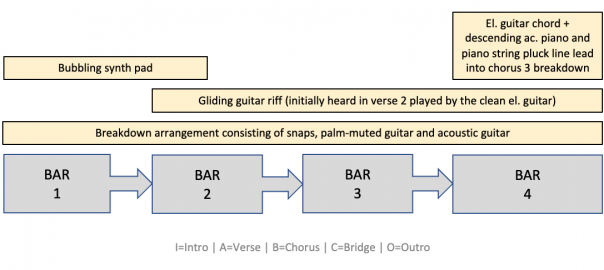 El. guitar chord +
descending ac. piano and
piano string pluck line lead
into chorus 3 breakdown
Bubbling synth pad
Gliding guitar riff (initially heard in verse 2 played by the clean el. guitar)
Breakdown arrangement consisting of snaps, palm-muted guitar and acoustic guitar
BAR
1
BAR
2
BAR
3
BAR
4
I=Intro | A=Verse | B=Chorus | C=Bridge | O=Outro